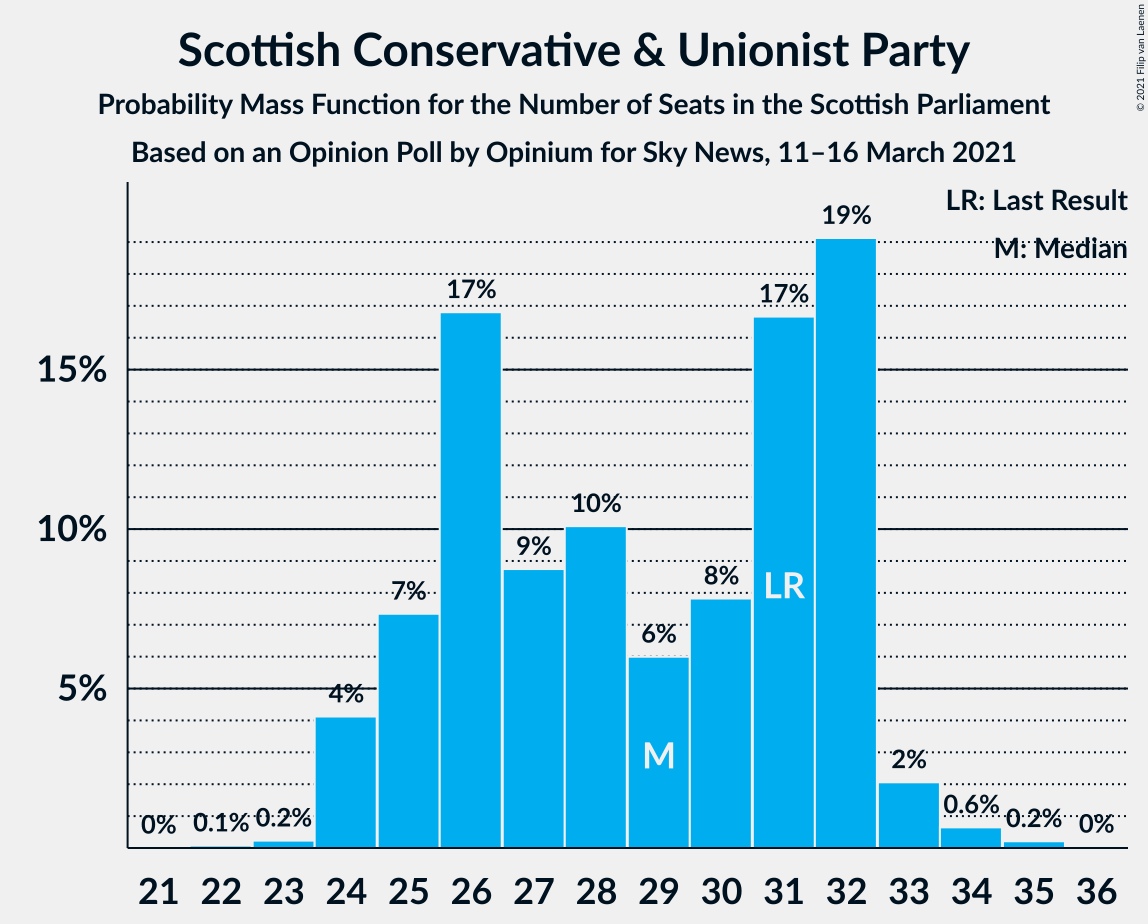 Scottish Conservative & Unionist Party
Probability Mass Function for the Number of Seats in the Scottish Parliament
Based on an Opinion Poll by Opinium for Sky News, 11–16 March 2021
© 2021 Filip van Laenen
LR: Last Result
M: Median
15%
10%
5%
0%
0.1%
0.2%
4%
7%
17%
9%
10%
6%
8%
17%
19%
2%
0.6%
0.2%
0%
M
LR
21 22 23 24 25 26 27 28 29 30 31 32 33 34 35 36